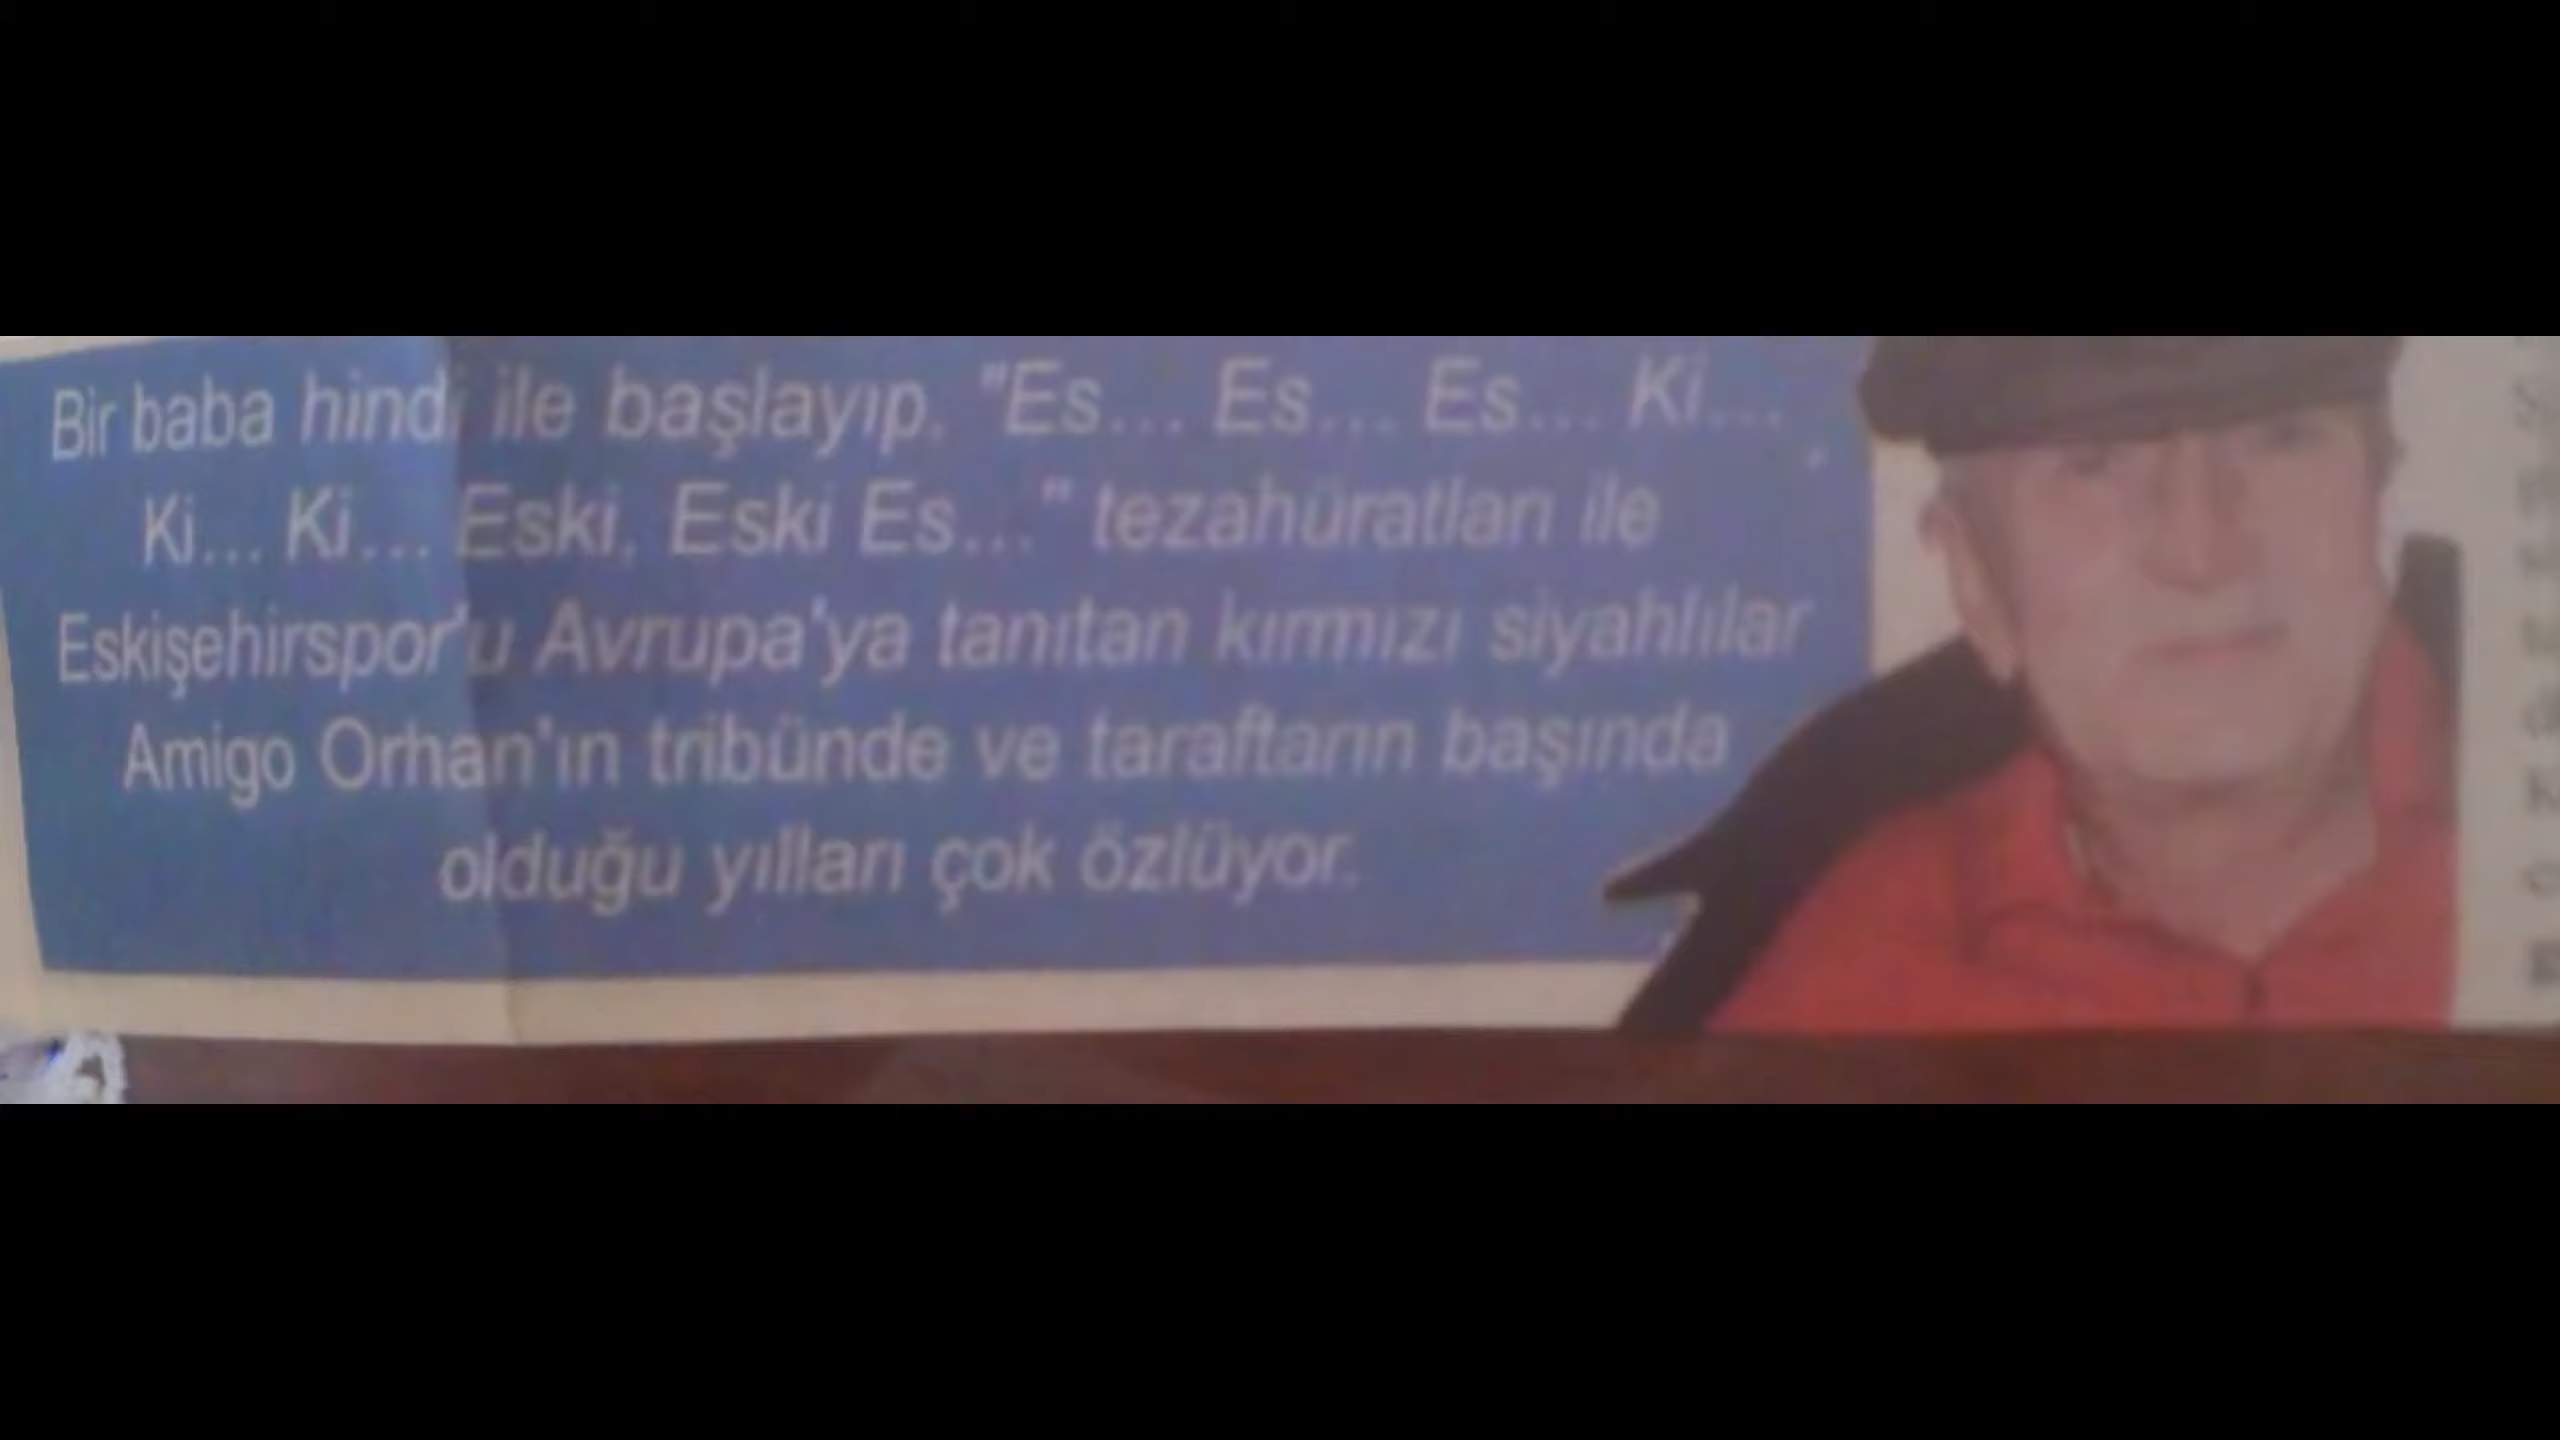 Bir baba hindi ile başlayıp, "Es... Es... Es... Ki...
Ki... Ki... Eski, Eski Es..." tezahüratları ile
Eskişehirspor'u Avrupa'ya tanıtan kırmızı siyahlılar
Amigo Orhan'ın tribünde ve taraftarın başında
olduğu yılları çok özlüyor.